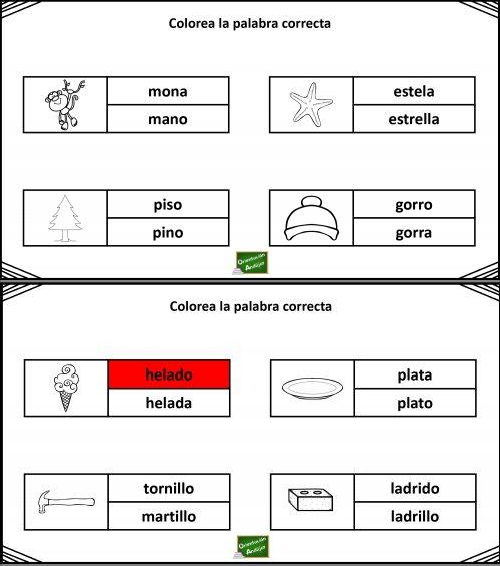 Colorea la palabra correcta
mona
mano
estela
estrella
piso
pino
gorro
gorra
Orientación
Andújar
Colorea la palabra correcta
helado
helada
plata
plato
tornillo
martillo
ladrido
ladrillo
Orientación
Andújar